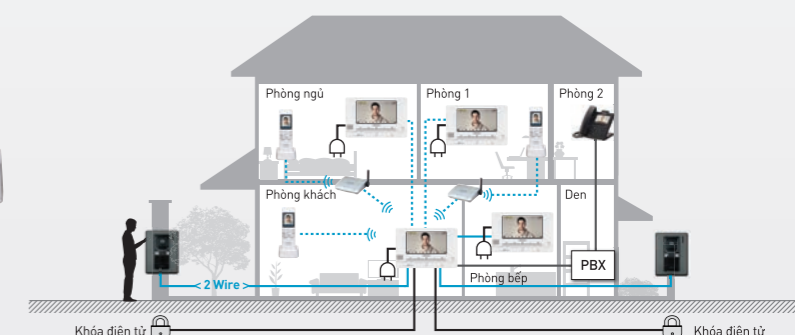 Phòng ngủ
Phòng 1
Phòng 2
Phòng khách
Den
PBX
Phòng bếp
< 2 Wire >
Khóa điện tử
Khóa điện tử